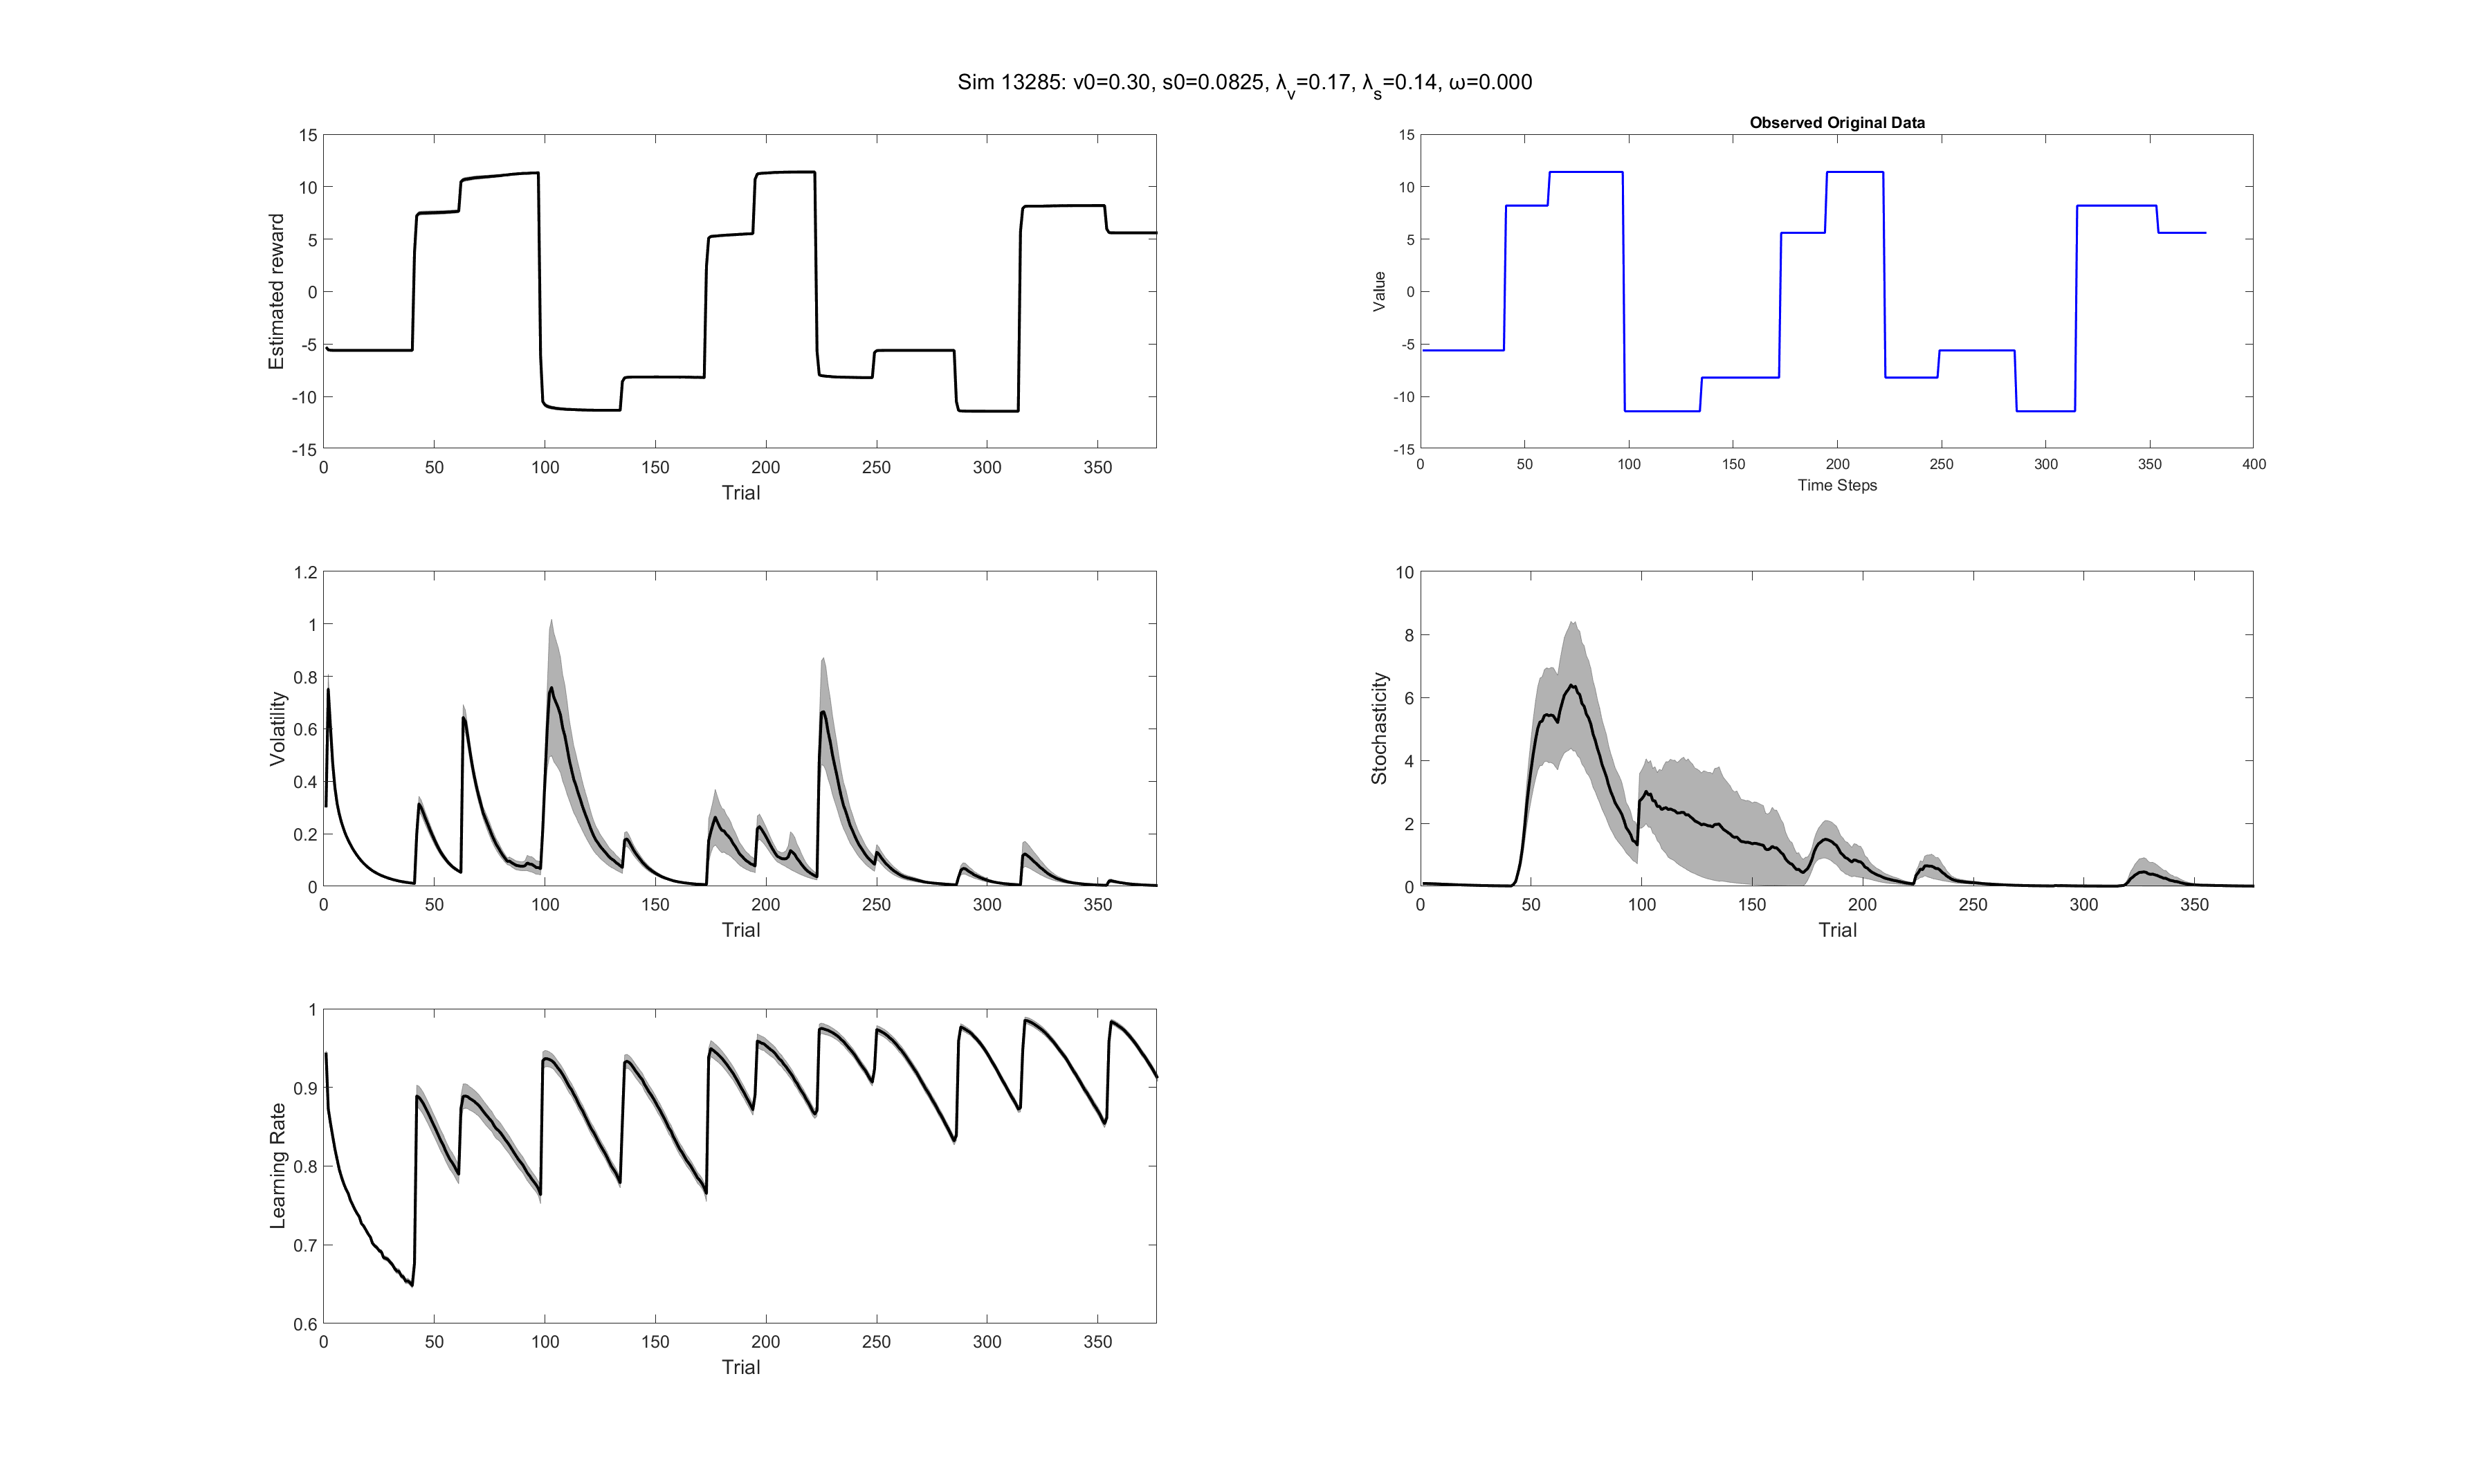 Sim 13285: v0=0.30, s0=0.0825, λv=0.17, λs=0.14, ω=0.000
15
10
5
0
-5
-10
-15
Estimated reward
0 50 100 150 200 250 300 350
Trial
Observed Original Data
15
10
5
0
-5
-10
-15
Value
0 50 100 150 200 250 300 350 400
Time Steps
1.2
1
0.8
0.6
0.4
0.2
0
Volatility
0 50 100 150 200 250 300 350
Trial
10
8
6
4
2
0
Stochasticity
0 50 100 150 200 250 300 350
Trial
1
0.9
0.8
0.7
0.6
Learning Rate
0 50 100 150 200 250 300 350
Trial